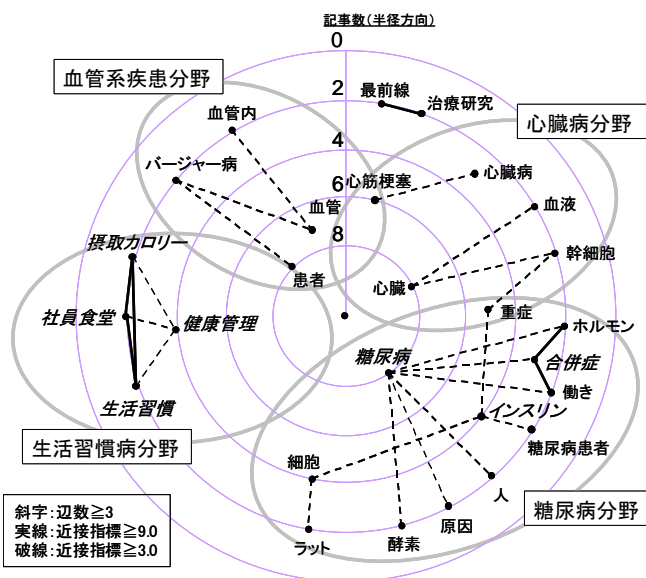 記事数(半径方向)
0
血管系疾患分野
2
最前線
治療研究
血管内
心臓病分野
4
バージャー病
心筋梗塞
心臓病
6
血管
血液
8
摂取カロリー
幹細胞
患者
心臓
社員食堂
健康管理
重症
ホルモン
糖尿病
合併症
生活習慣
働き
インスリン
生活習慣病分野
細胞
糖尿病患者
人
糖尿病分野
斜字:辺数≧3
実線:近接指標≧9.0
破線:近接指標≧3.0
原因
酵素
ラット